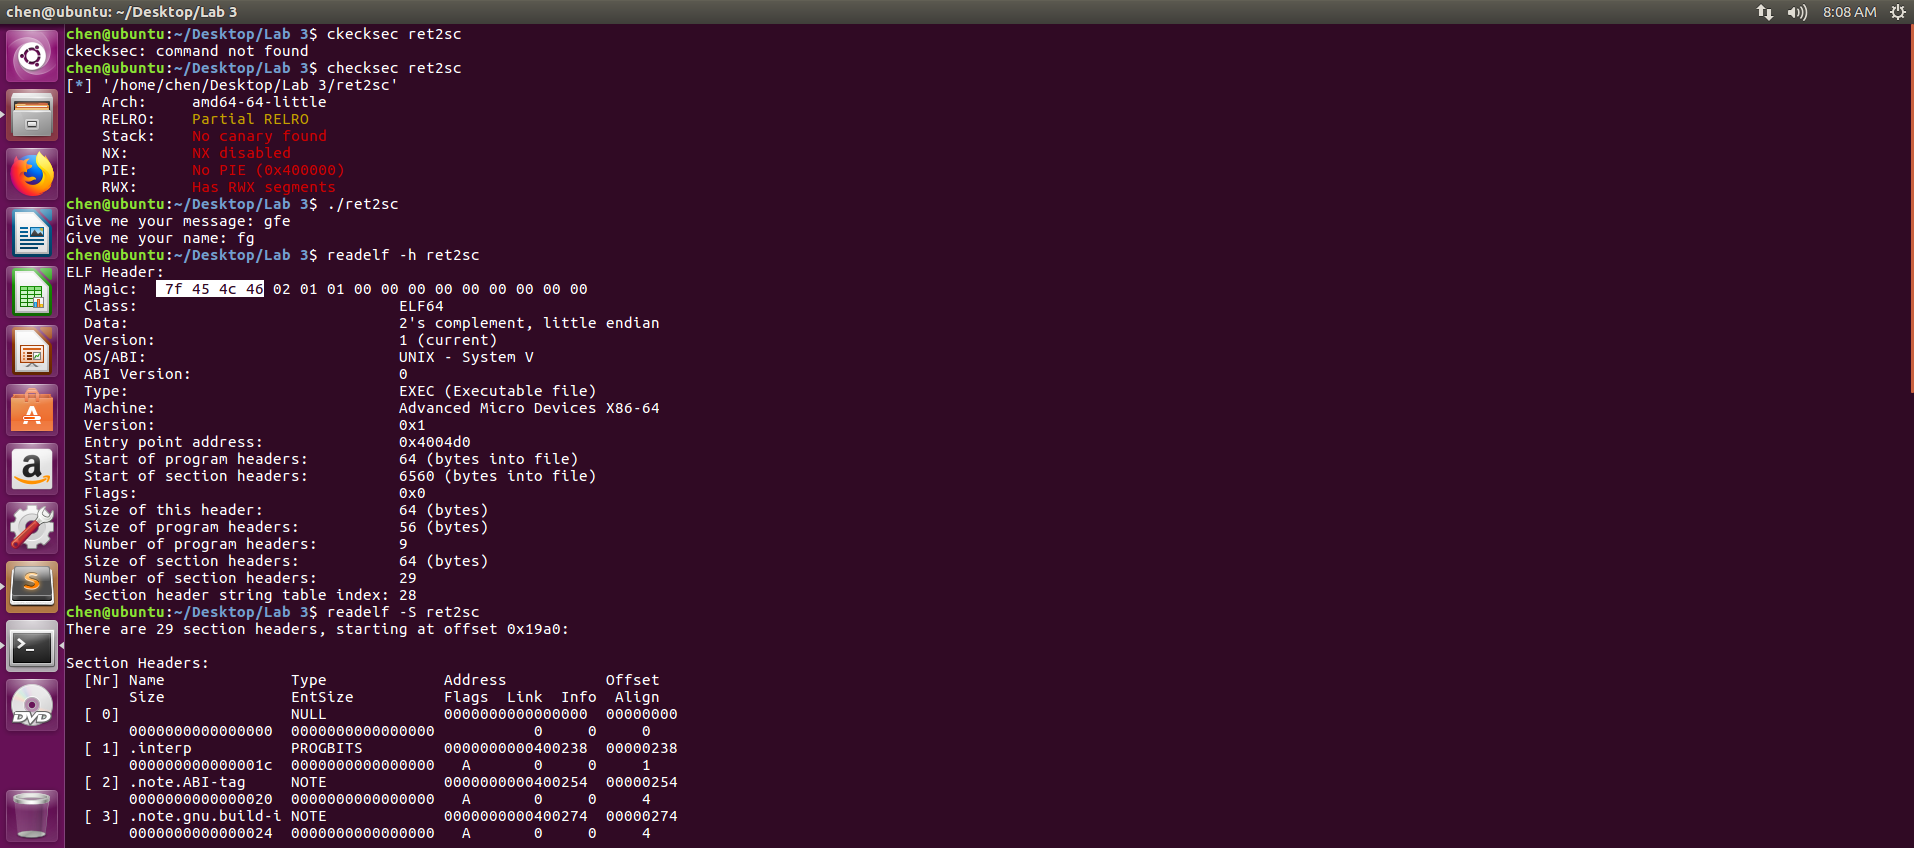 chen@ubuntu: ~/Desktop/Lab 3
8:08 AM
chen@ubuntu:~/Desktop/Lab 3$ ckecksec ret2sc
ckecksec: command not found
chen@ubuntu:~/Desktop/Lab 3$ checksec ret2sc
[*] '/home/chen/Desktop/Lab 3/ret2sc'
    Arch:     amd64-64-little
    RELRO:    Partial RELRO
    Stack:    No canary found
    NX:       NX disabled
    PIE:      No PIE (0x400000)
    RWX:      Has RWX segments
chen@ubuntu:~/Desktop/Lab 3$ ./ret2sc
Give me your message: gfe
Give me your name: fg
chen@ubuntu:~/Desktop/Lab 3$ readelf -h ret2sc
ELF Header:
  Magic:   7f 45 4c 46 02 01 01 00 00 00 00 00 00 00 00 00
  Class:                             ELF64
  Data:                              2's complement, little endian
  Version:                           1 (current)
  OS/ABI:                            UNIX - System V
  ABI Version:                       0
  Type:                              EXEC (Executable file)
  Machine:                           Advanced Micro Devices X86-64
  Version:                           0x1
  Entry point address:               0x4004d0
  Start of program headers:          64 (bytes into file)
  Start of section headers:          6560 (bytes into file)
  Flags:                             0x0
  Size of this header:               64 (bytes)
  Size of program headers:           56 (bytes)
  Number of program headers:         9
  Size of section headers:           64 (bytes)
  Number of section headers:         29
  Section header string table index: 28
chen@ubuntu:~/Desktop/Lab 3$ readelf -S ret2sc
There are 29 section headers, starting at offset 0x19a0:
Section Headers:
  [Nr] Name              Type             Address           Offset
       Size              EntSize          Flags  Link  Info  Align
  [ 0]                   NULL             0000000000000000  00000000
       0000000000000000  0000000000000000           0     0     0
  [ 1] .interp           PROGBITS         0000000000400238  00000238
       000000000000001c  0000000000000000   A       0     0     1
  [ 2] .note.ABI-tag     NOTE             0000000000400254  00000254
       0000000000000020  0000000000000000   A       0     0     4
  [ 3] .note.gnu.build-i NOTE             0000000000400274  00000274
       0000000000000024  0000000000000000   A       0     0     4
DVD